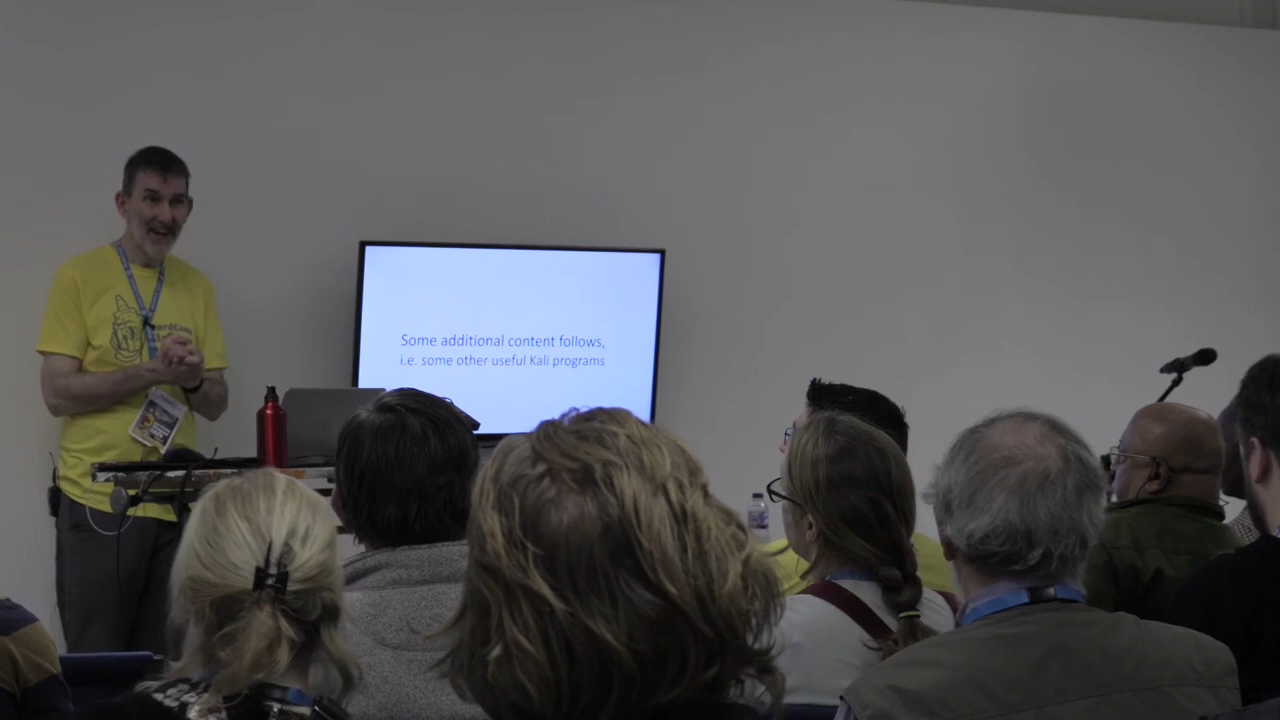 Some additional content follows,
i.e. some other useful Kali programs